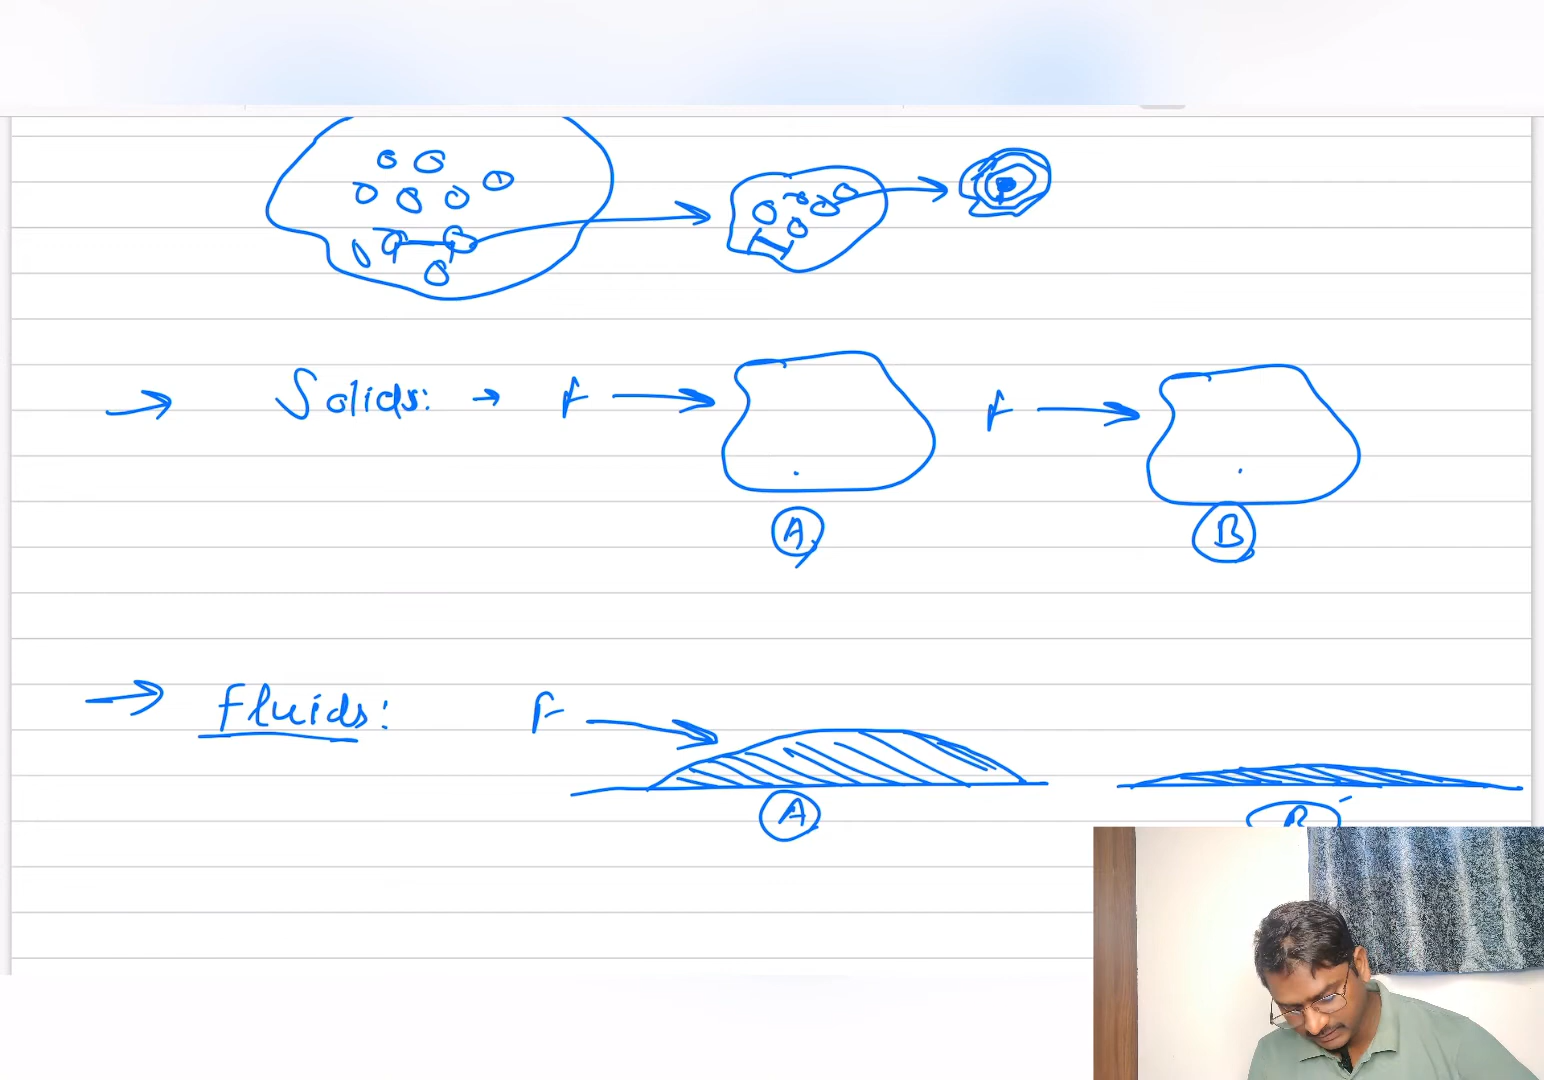 → Solids: → F → F →
A B
→ Fluids: F →
A B